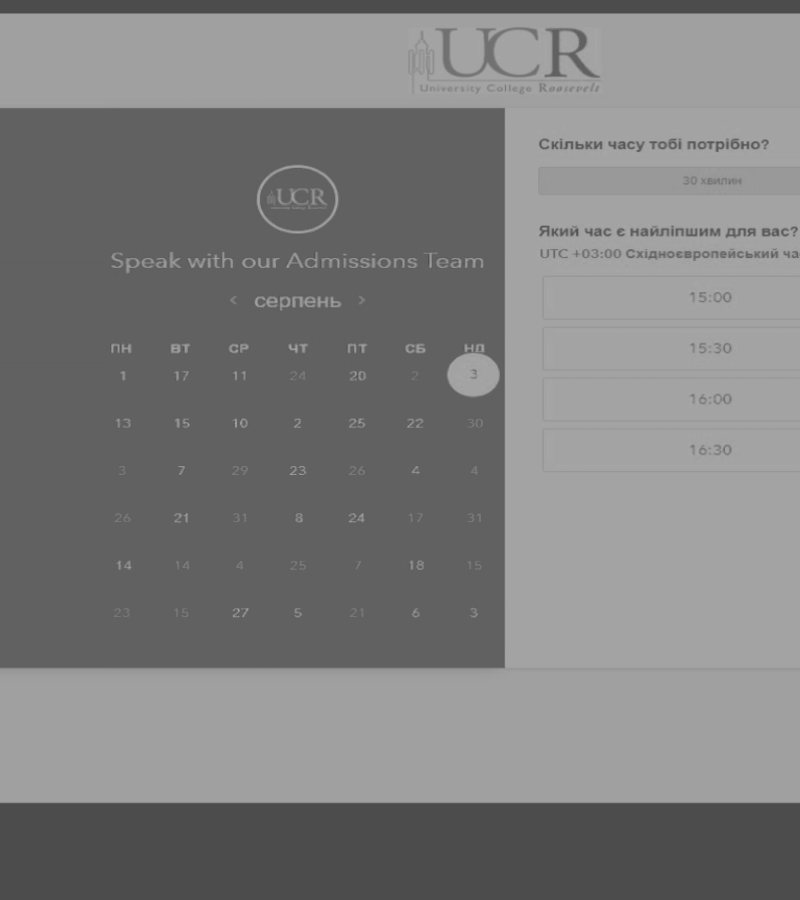 UCR
University College Roosevelt
UCR
Speak with our Admissions Team
< серпень >
ПН ВТ СР ЧТ ПТ СБ НД
1 17 11 24 20 2 3
13 15 10 2 25 22 30
3 7 29 23 26 4 4
26 21 31 8 24 17 31
14 14 4 25 7 18 15
23 15 27 5 21 6 3
Скільки часу тобі потрібно?
30 хвилин
Який час є найліпшим для вас?
UTC +03:00 Східноєвропейський ча
15:00
15:30
16:00
16:30